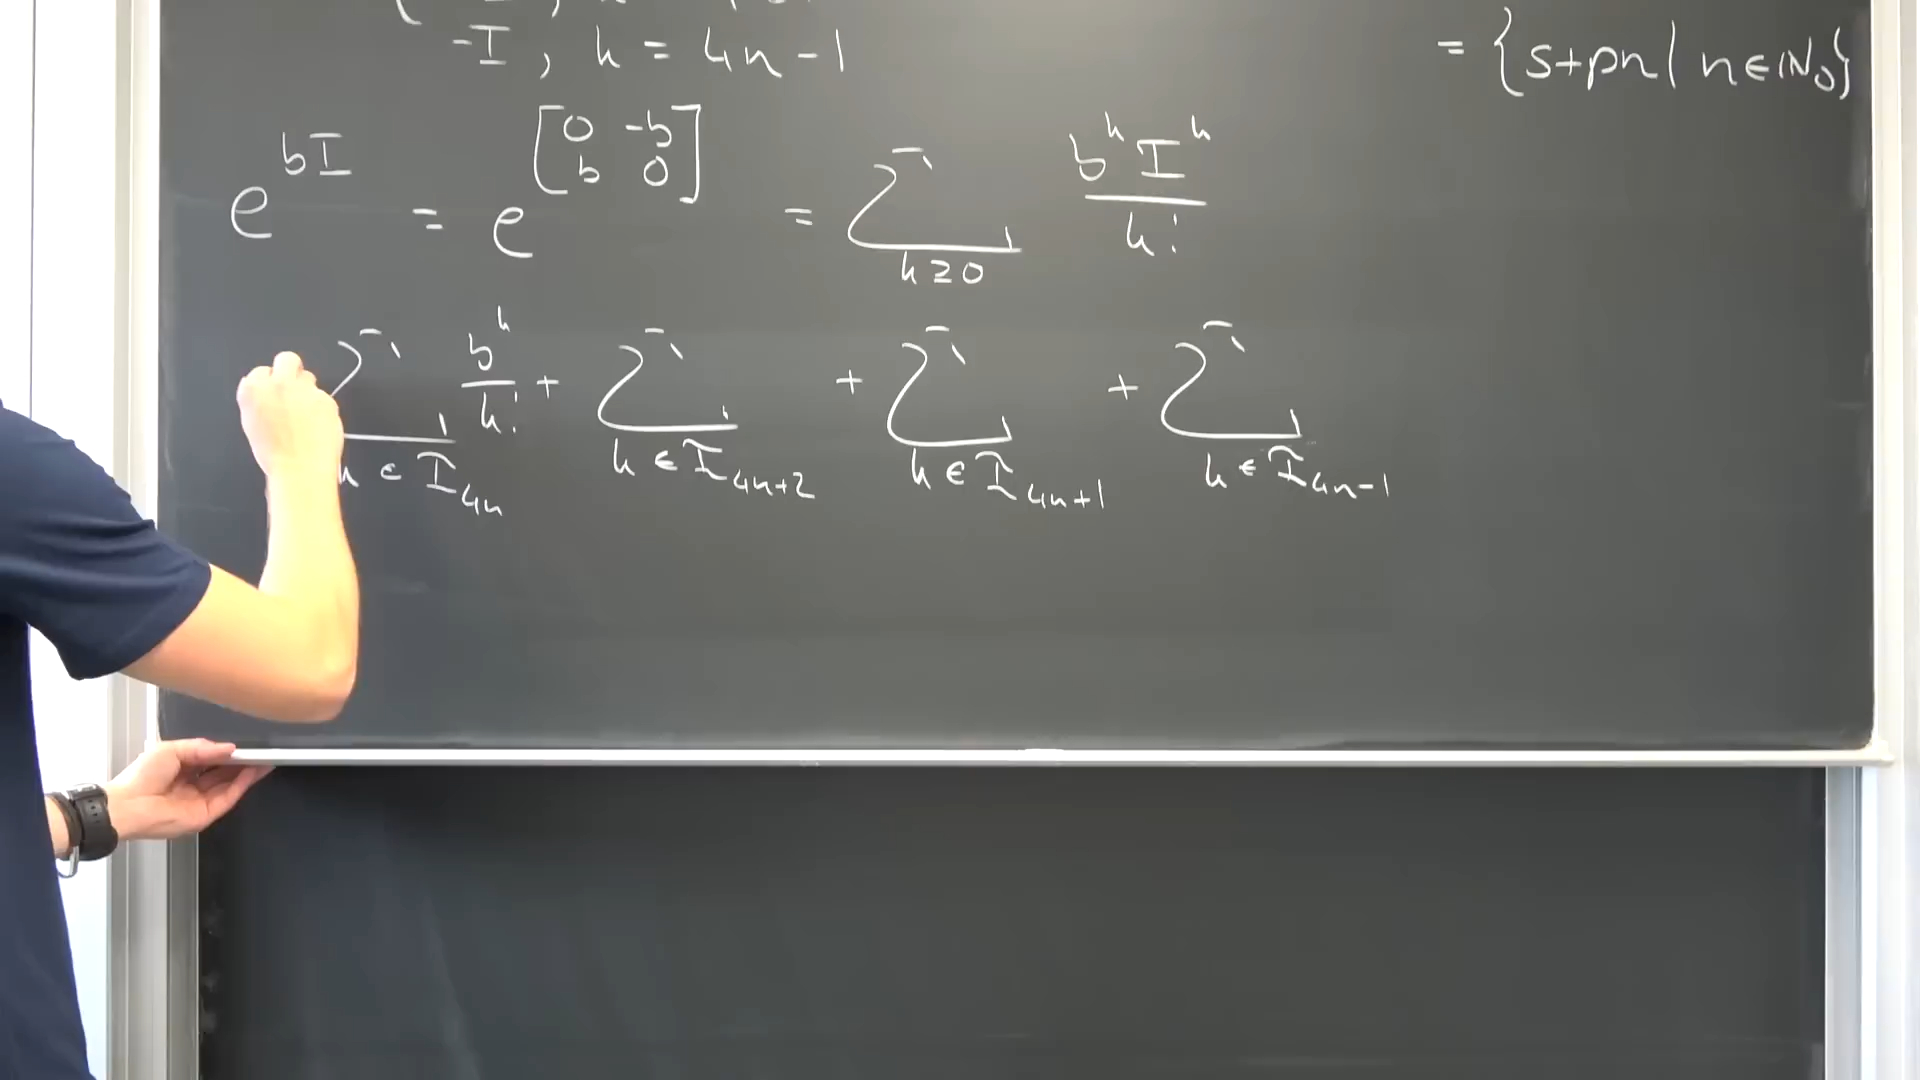 -I, k = 4n-1
= {s+pn | n∈ℕ₀}
e^{bI} = e^{[0 -b; b 0]} = Σ_{k≥0} b^k I^k / k!
Σ_{k∈I_{4n}} b^k / k! + Σ_{k∈I_{4n+2}} + Σ_{k∈I_{4n+1}} + Σ_{k∈I_{4n-1}}